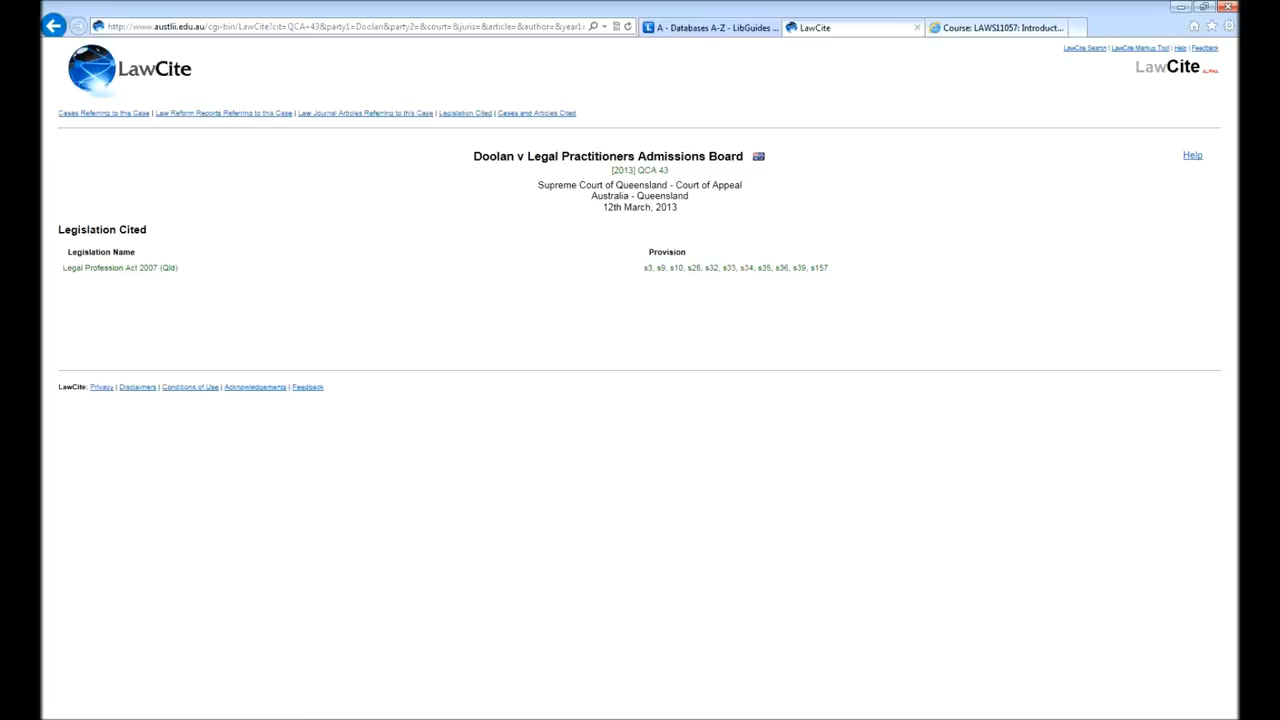 http://www.austlii.edu.au/cgi-bin/LawCite?cit=QCA+43&party1=Doolan&party2=&court=&juris=&article=&author=&year1=
A - Databases A-Z - LibGuides ...
LawCite
Course: LAWS11057: Introduct...
LawCite
LawCite Search | LawCite Markup Tool | Help | Feedback
LawCite ALPHA
Cases Referring to this Case | Law Reform Reports Referring to this Case | Law Journal Articles Referring to this Case | Legislation Cited | Cases and Articles Cited
Doolan v Legal Practitioners Admissions Board
Help
[2013] QCA 43
Supreme Court of Queensland - Court of Appeal
Australia - Queensland
12th March, 2013
Legislation Cited
Legislation Name Provision
Legal Profession Act 2007 (Qld) s3, s9, s10, s28, s32, s33, s34, s35, s36, s39, s157
LawCite: Privacy | Disclaimers | Conditions of Use | Acknowledgements | Feedback